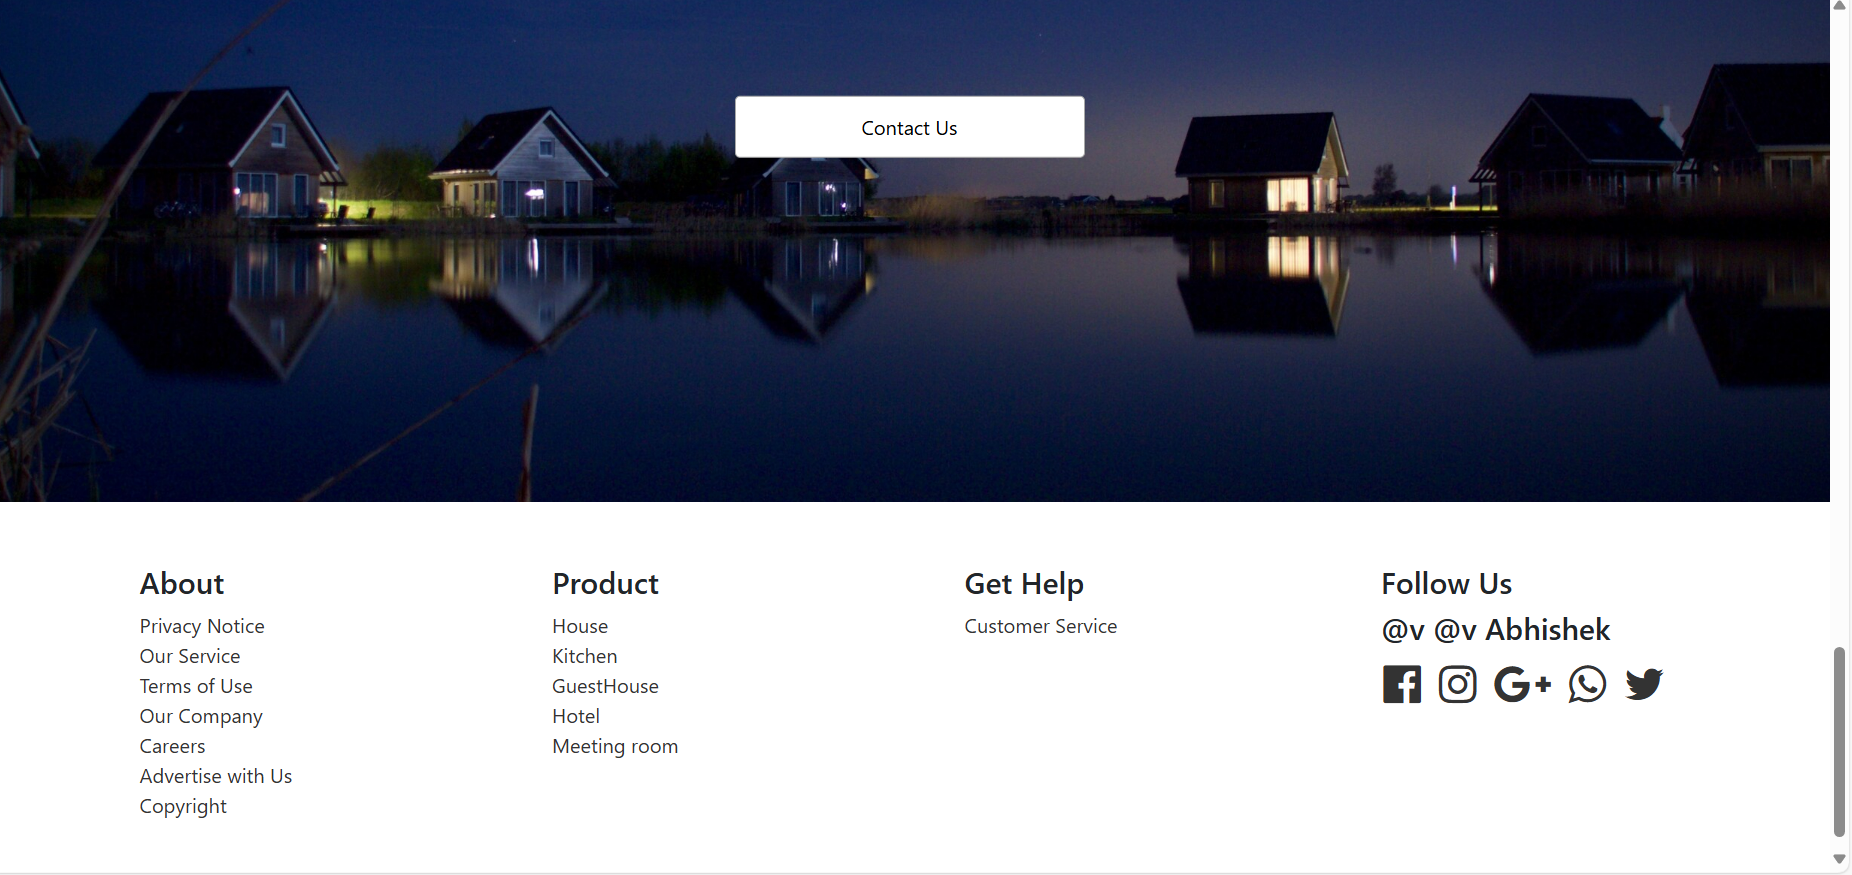 Contact Us
About
Privacy Notice
Our Service
Terms of Use
Our Company
Careers
Advertise with Us
Copyright
Product
House
Kitchen
GuestHouse
Hotel
Meeting room
Get Help
Customer Service
Follow Us
@v @v Abhishek